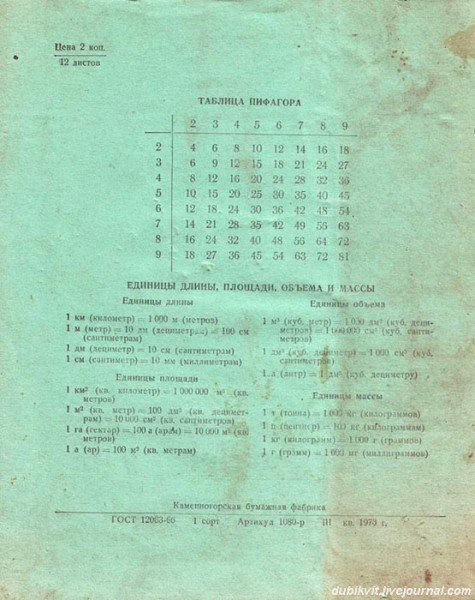 Цена 2 коп.
12 листов
ТАБЛИЦА ПИФАГОРА
2 3 4 5 6 7 8 9
2 4 6 8 10 12 14 16 18
3 6 9 12 15 18 21 24 27
4 8 12 16 20 24 28 32 36
5 10 15 20 25 30 35 40 45
6 12 18 24 30 36 42 48 54
7 14 21 28 35 42 49 56 63
8 16 24 32 40 48 56 64 72
9 18 27 36 45 54 63 72 81
ЕДИНИЦЫ ДЛИНЫ, ПЛОЩАДИ, ОБЪЕМА И МАССЫ
Единицы длины
1 км (километр) = 1 000 м (метров)
1 м (метр) = 10 дм (дециметрам) = 100 см
(сантиметрам)
1 дм (дециметр) = 10 см (сантиметрам)
1 см (сантиметр) = 10 мм (миллиметрам)
Единицы площади
1 км² (кв. километр) = 1 000 000 м² (кв.
метров)
1 м² (кв. метр) = 100 дм² (кв. дециметрам) = 10 000 см² (кв. сантиметров)
1 га (гектар) = 100 а (арам) = 10 000 м² (кв.
метров)
1 а (ар) = 100 м² (кв. метрам)
Единицы объема
1 м³ (куб. метр) = 1 000 дм³ (куб. деци-
метров) = 1 000 000 см³ (куб. санти-
метров)
1 дм³ (куб. дециметр) = 1 000 см³ (куб.
сантиметров)
1 л (литр) = 1 дм³ (куб. дециметру)
Единицы массы
1 т (тонна) = 1 000 кг (килограммов)
1 ц (центнер) = 100 кг (килограммам)
1 кг (килограмм) = 1 000 г (граммов)
1 г (грамм) = 1 000 мг (миллиграммов)
Каменногорская бумажная фабрика
ГОСТ 12063-66 1 сорт Артикул 1080-р III кв. 1973 г.
dubikvit.livejournal.com